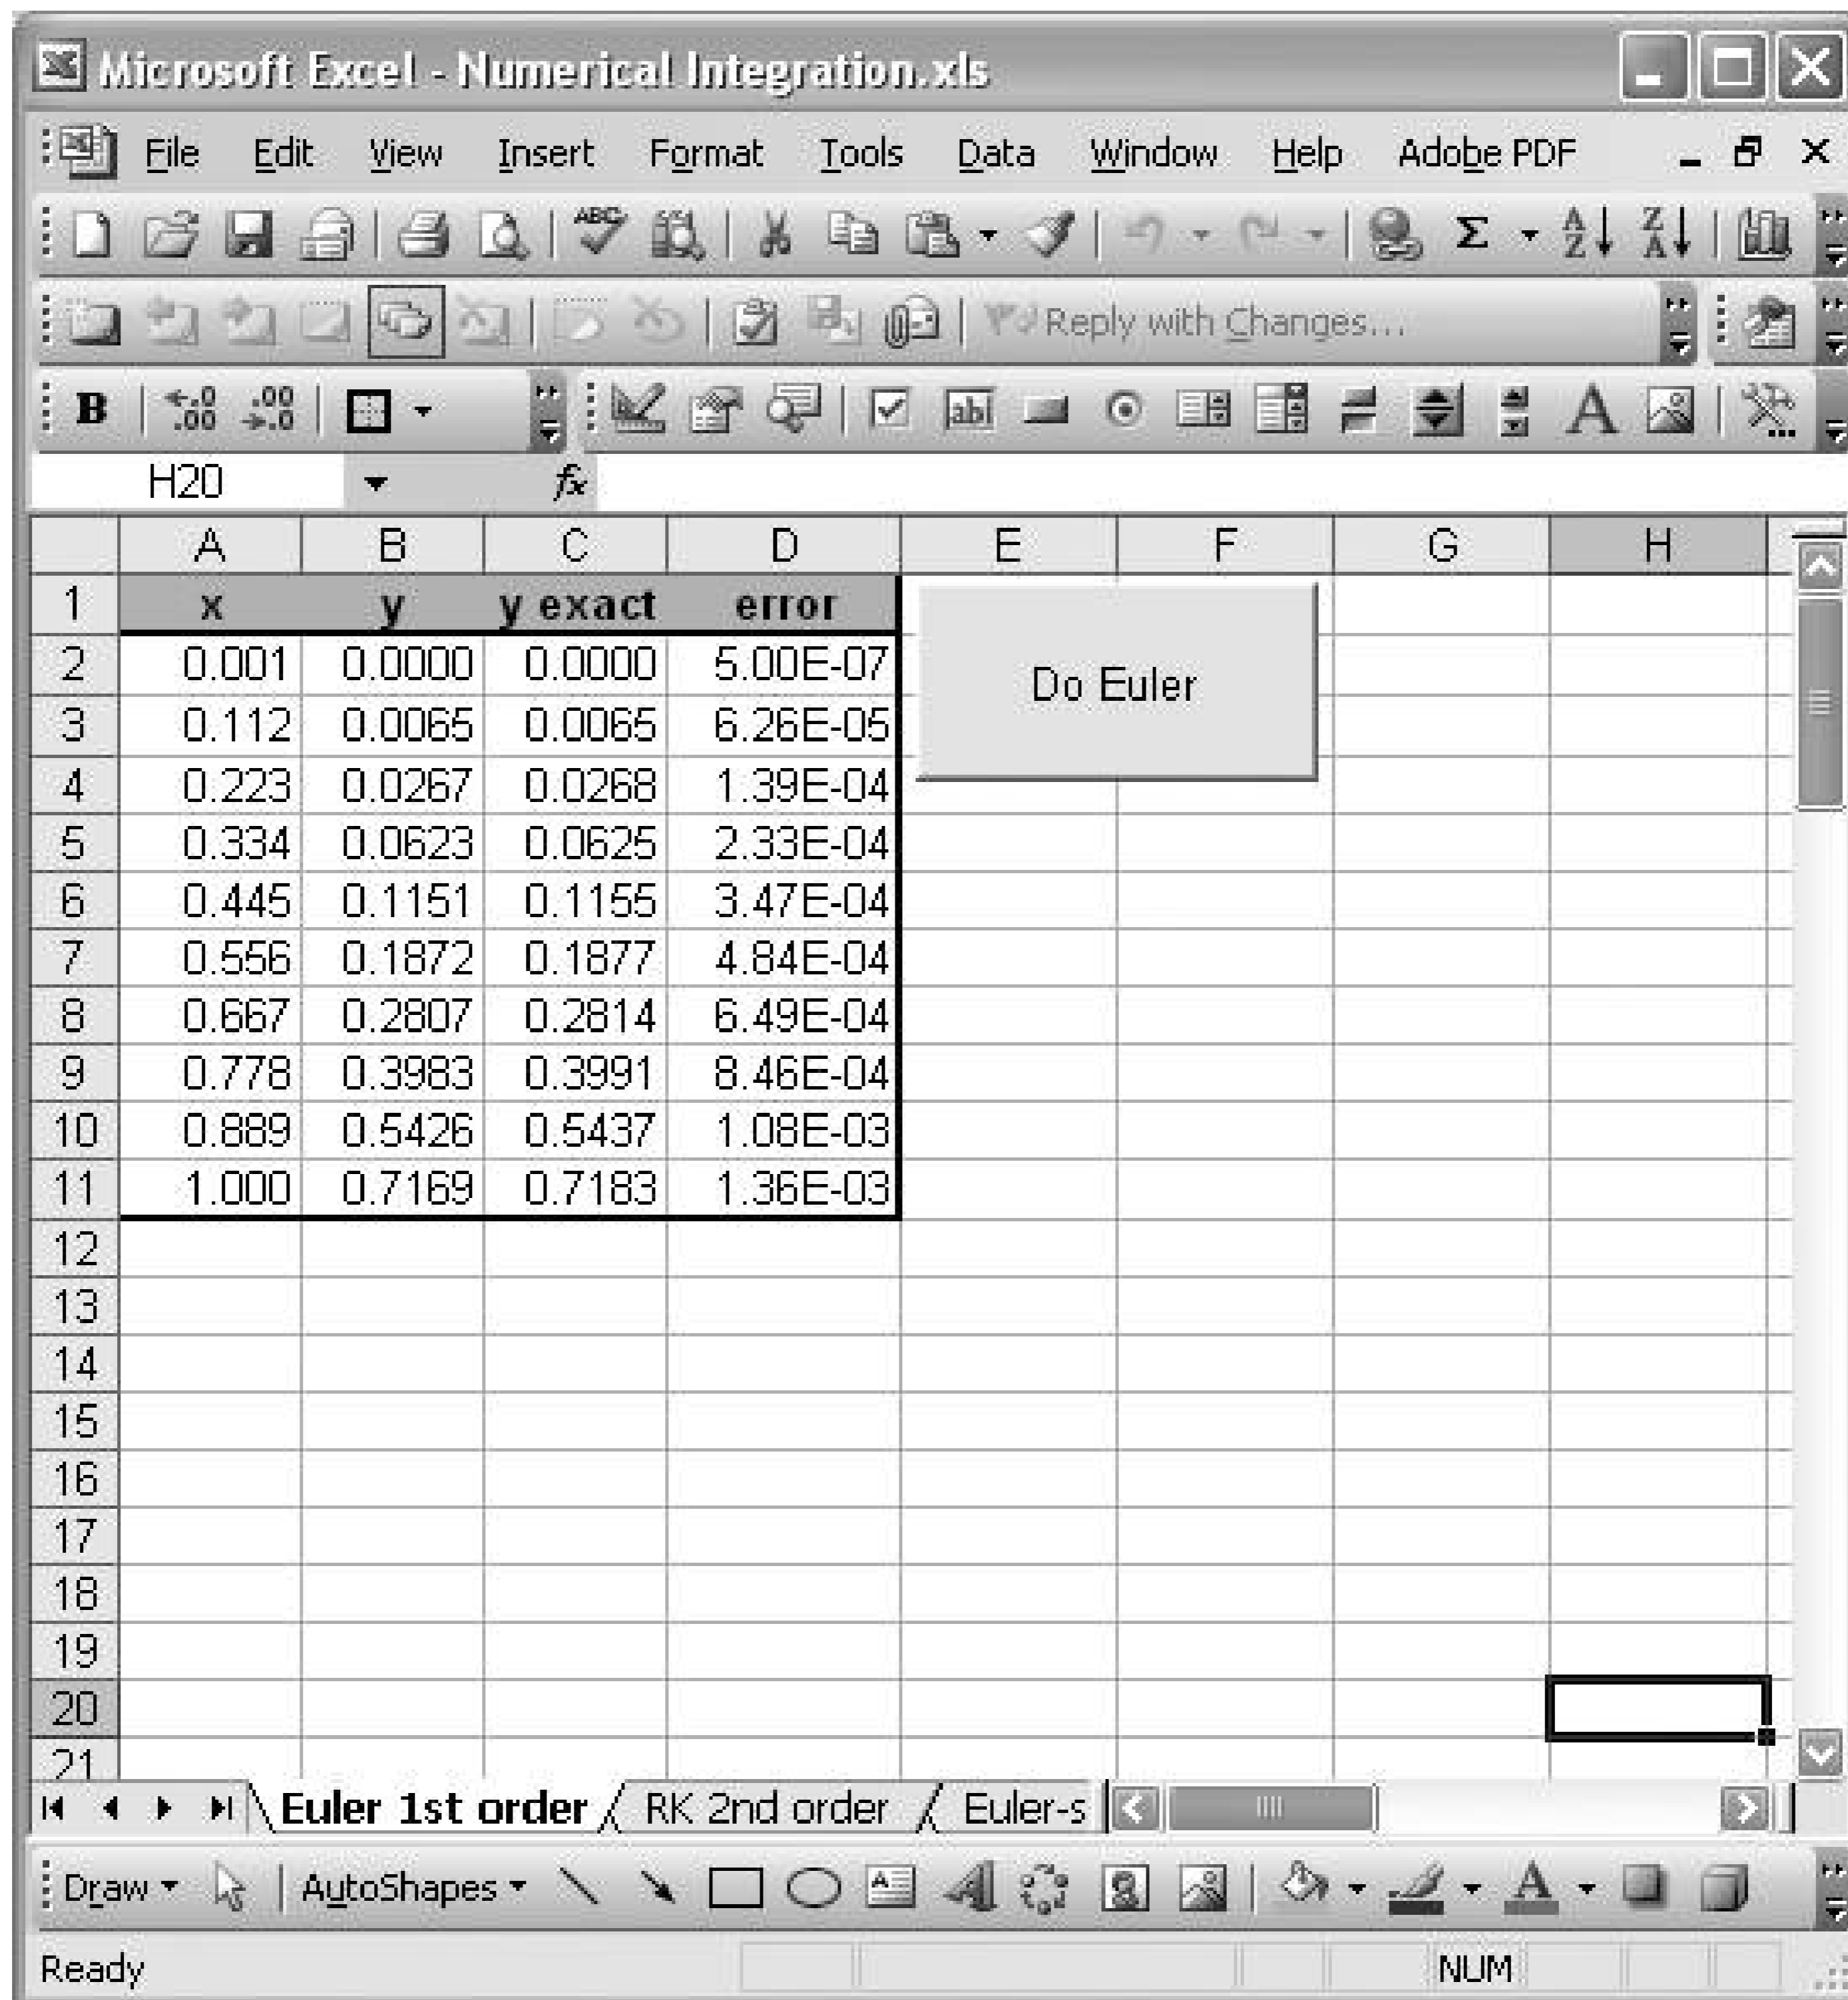 Microsoft Excel - Numerical Integration.xls
File Edit View Insert Format Tools Data Window Help Adobe PDF
ABC Σ A Z Z A
Reply with Changes...
B .0 .00 .00 .0 abl A
H20 fx
A B C D E F G H
1 x y y exact error
2 0.001 0.0000 0.0000 5.00E-07
Do Euler
3 0.112 0.0065 0.0065 6.26E-05
4 0.223 0.0267 0.0268 1.39E-04
5 0.334 0.0623 0.0625 2.33E-04
6 0.445 0.1151 0.1155 3.47E-04
7 0.556 0.1872 0.1877 4.84E-04
8 0.667 0.2807 0.2814 6.49E-04
9 0.778 0.3983 0.3991 8.46E-04
10 0.889 0.5426 0.5437 1.08E-03
11 1.000 0.7169 0.7183 1.36E-03
12
13
14
15
16
17
18
19
20
21
Euler 1st order RK 2nd order Euler-s
Draw AutoShapes A A A
Ready NUM